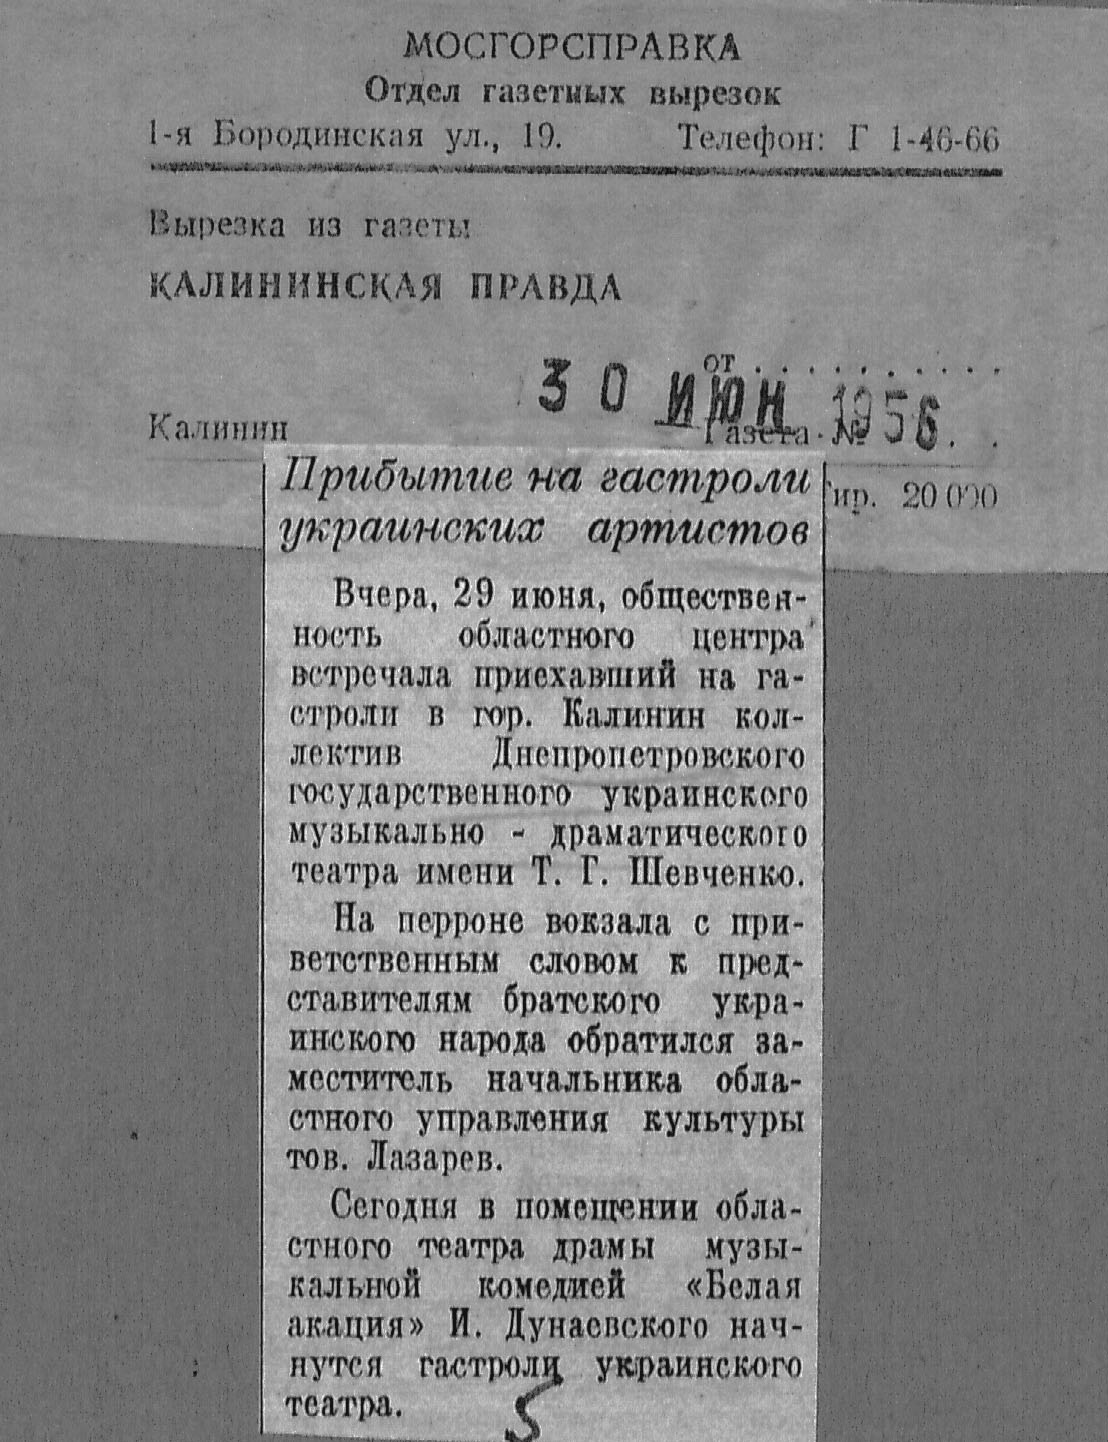 МОСГОРСПРАВКА
Отдел газетных вырезок
1-я Бородинская ул., 19. Телефон: Г 1-46-66
Вырезка из газеты
КАЛИНИНСКАЯ ПРАВДА
от . . . . . . . . . . .
30 ИЮН 1956
Калинин Газета № . .
ир. 20 000
Прибытие на гастроли
украинских артистов
Вчера, 29 июня, обществен-
ность областного центра
встречала приехавший на га-
строли в гор. Калинин кол-
лектив Днепропетровского
государственного украинского
музыкально - драматического
театра имени Т. Г. Шевченко.
На перроне вокзала с при-
ветственным словом к пред-
ставителям братского укра-
инского народа обратился за-
меститель начальника обла-
стного управления культуры
тов. Лазарев.
Сегодня в помещении обла-
стного театра драмы музы-
кальной комедией «Белая
акация» И. Дунаевского нач-
нутся гастроли украинского
театра.
5